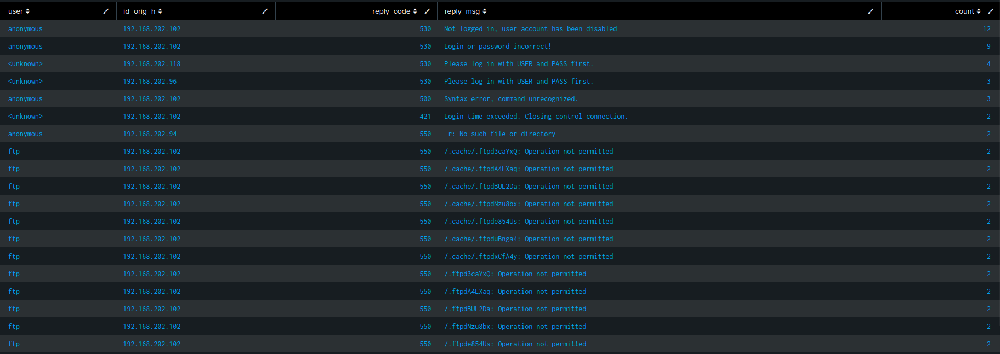 user id_orig_h reply_code reply_msg count
anonymous 192.168.202.102 530 Not logged in, user account has been disabled 12
anonymous 192.168.202.102 530 Login or password incorrect! 9
<unknown> 192.168.202.118 530 Please log in with USER and PASS first. 4
<unknown> 192.168.202.96 530 Please log in with USER and PASS first. 3
anonymous 192.168.202.102 500 Syntax error, command unrecognized. 3
<unknown> 192.168.202.102 421 Login time exceeded. Closing control connection. 2
anonymous 192.168.202.94 550 -r: No such file or directory 2
ftp 192.168.202.102 550 /.cache/.ftpd3caYxQ: Operation not permitted 2
ftp 192.168.202.102 550 /.cache/.ftpdA4LXaq: Operation not permitted 2
ftp 192.168.202.102 550 /.cache/.ftpdBUL2Da: Operation not permitted 2
ftp 192.168.202.102 550 /.cache/.ftpdNzu8bx: Operation not permitted 2
ftp 192.168.202.102 550 /.cache/.ftpde854Us: Operation not permitted 2
ftp 192.168.202.102 550 /.cache/.ftpduBnga4: Operation not permitted 2
ftp 192.168.202.102 550 /.cache/.ftpdxCfA4y: Operation not permitted 2
ftp 192.168.202.102 550 /.ftpd3caYxQ: Operation not permitted 2
ftp 192.168.202.102 550 /.ftpdA4LXaq: Operation not permitted 2
ftp 192.168.202.102 550 /.ftpdBUL2Da: Operation not permitted 2
ftp 192.168.202.102 550 /.ftpdNzu8bx: Operation not permitted 2
ftp 192.168.202.102 550 /.ftpde854Us: Operation not permitted 2